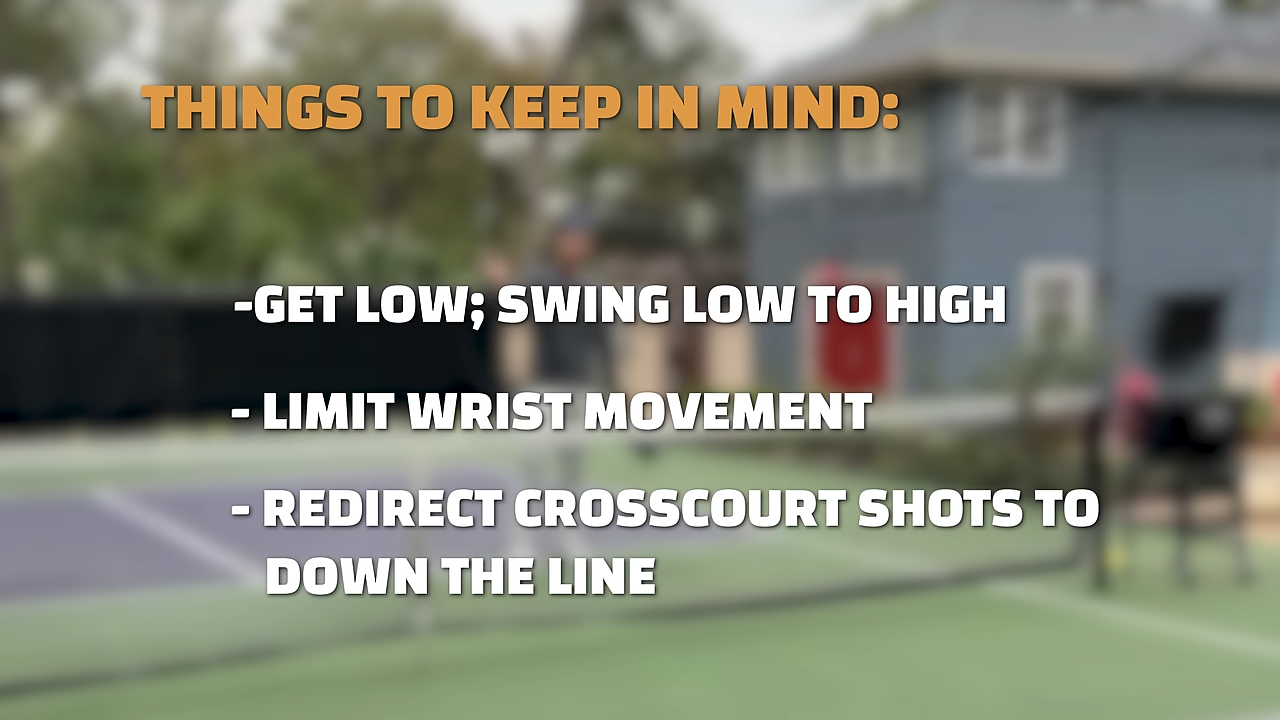 THINGS TO KEEP IN MIND:
-GET LOW; SWING LOW TO HIGH
- LIMIT WRIST MOVEMENT
- REDIRECT CROSSCOURT SHOTS TO
DOWN THE LINE